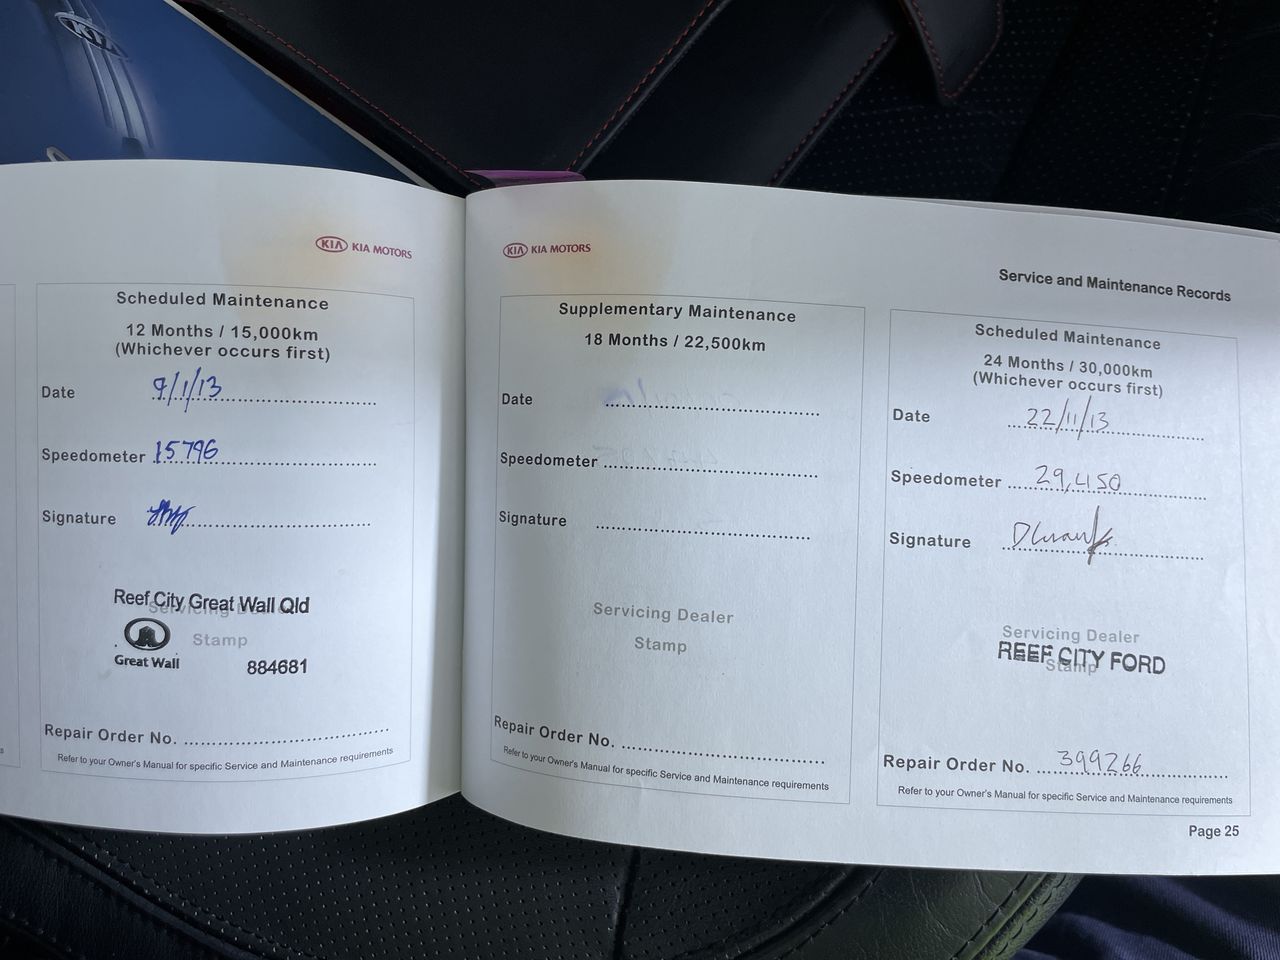 KIA
KIA KIA MOTORS
Scheduled Maintenance
12 Months / 15,000km
(Whichever occurs first)
Date 9/1/13
Speedometer 15796
Signature
Reef City Great Wall Qld
Servicing Dealer
Stamp
Great Wall 884681
Repair Order No.
Refer to your Owner's Manual for specific Service and Maintenance requirements
KIA KIA MOTORS
Service and Maintenance Records
Supplementary Maintenance
18 Months / 22,500km
Date
Speedometer
Signature
Servicing Dealer
Stamp
Repair Order No.
Refer to your Owner's Manual for specific Service and Maintenance requirements
Scheduled Maintenance
24 Months / 30,000km
(Whichever occurs first)
Date 22/11/13
Speedometer 29,450
Signature
Servicing Dealer
REEF CITY FORD
Stamp
Repair Order No. 399266
Refer to your Owner's Manual for specific Service and Maintenance requirements
Page 25